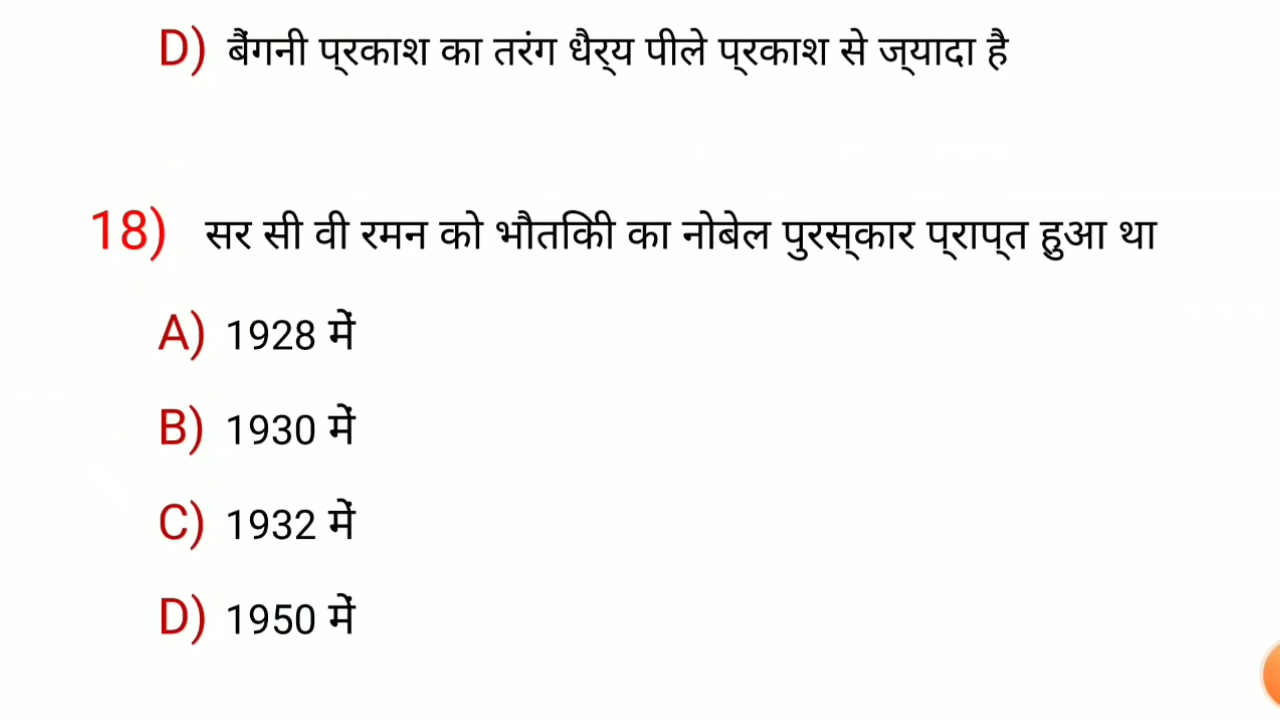 D) बैंगनी प्रकाश का तरंग धैर्य पीले प्रकाश से ज्यादा है
18) सर सी वी रमन को भौतिकी का नोबेल पुरस्कार प्राप्त हुआ था
A) 1928 में
B) 1930 में
C) 1932 में
D) 1950 में